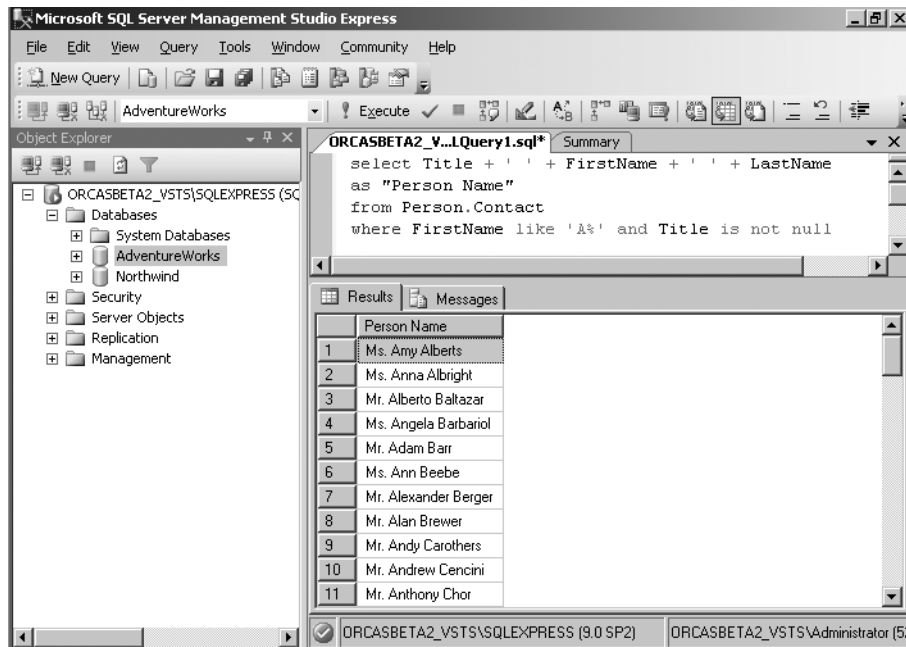 Microsoft SQL Server Management Studio Express
File Edit View Query Tools Window Community Help
New Query
AdventureWorks Execute
Object Explorer
ORCASBETA2_VSTS\SQLEXPRESS (SQ
Databases
System Databases
AdventureWorks
Northwind
Security
Server Objects
Replication
Management
ORCASBETA2_V...LQuery1.sql* Summary
select Title + ' ' + FirstName + ' ' + LastName
as "Person Name"
from Person.Contact
where FirstName like 'A%' and Title is not null
Results Messages
Person Name
1 Ms. Amy Alberts
2 Ms. Anna Albright
3 Mr. Alberto Baltazar
4 Ms. Angela Barbariol
5 Mr. Adam Barr
6 Ms. Ann Beebe
7 Mr. Alexander Berger
8 Mr. Alan Brewer
9 Mr. Andy Carothers
10 Mr. Andrew Cencini
11 Mr. Anthony Chor
ORCASBETA2_VSTS\SQLEXPRESS (9.0 SP2) ORCASBETA2_VSTS\Administrator (5